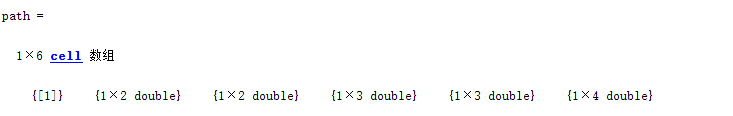 path =
1×6 cell 数组
{[1]} {1×2 double} {1×2 double} {1×3 double} {1×3 double} {1×4 double}